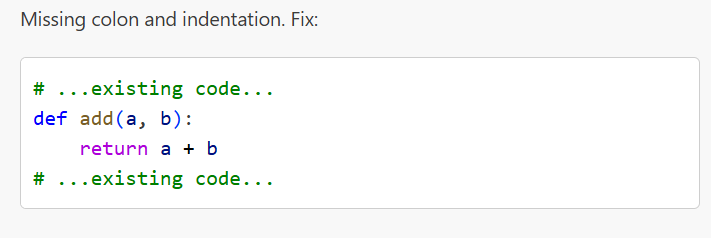 Missing colon and indentation. Fix:
# ...existing code...
def add(a, b):
    return a + b
# ...existing code...